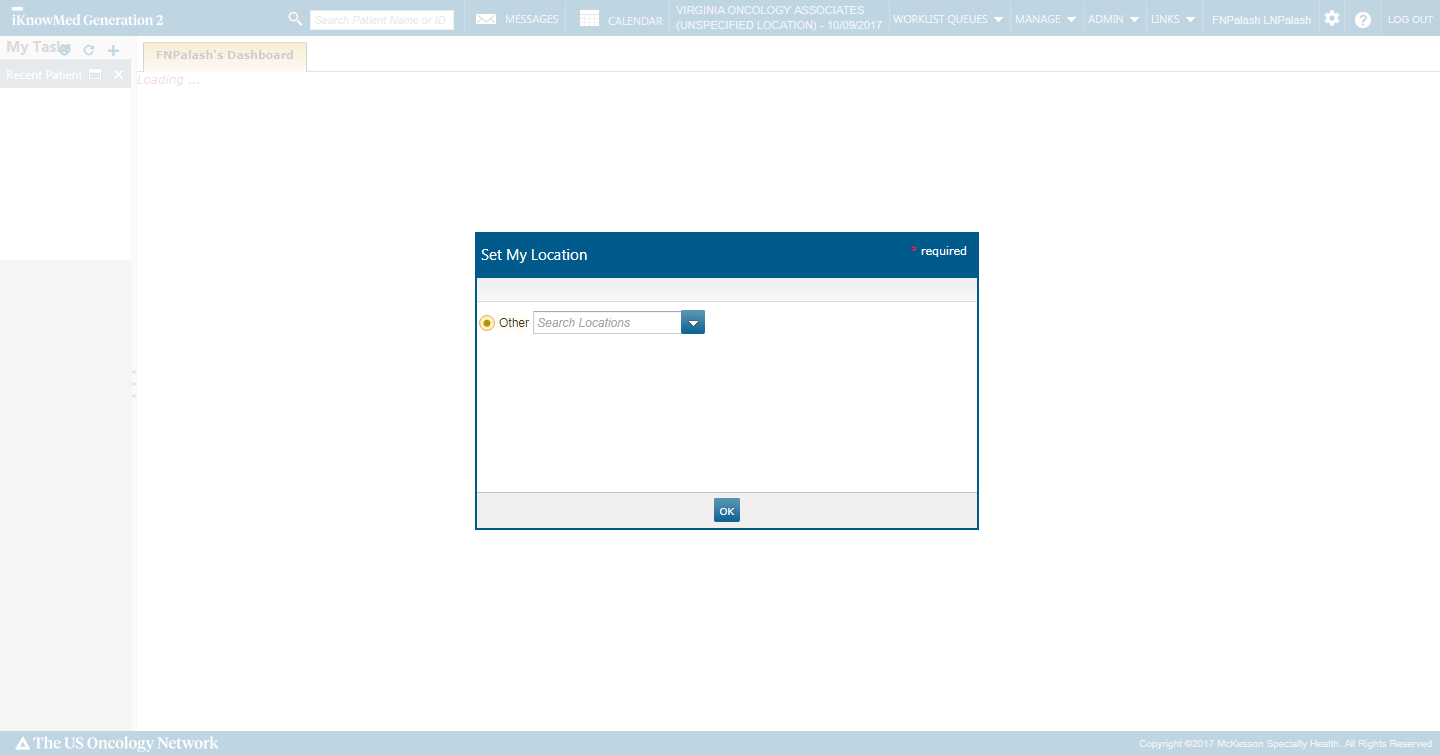 iKnowMed Generation 2
Search Patient Name or ID
MESSAGES
CALENDAR
VIRGINIA ONCOLOGY ASSOCIATES
(UNSPECIFIED LOCATION) - 10/09/2017
WORKLIST QUEUES
MANAGE
ADMIN
LINKS
FNPalash LNPalash
?
LOG OUT
My Tasks
FNPalash's Dashboard
Recent Patient
Loading ...
Set My Location
* required
Other
Search Locations
OK
The US Oncology Network
Copyright ©2017 McKesson Specialty Health. All Rights Reserved